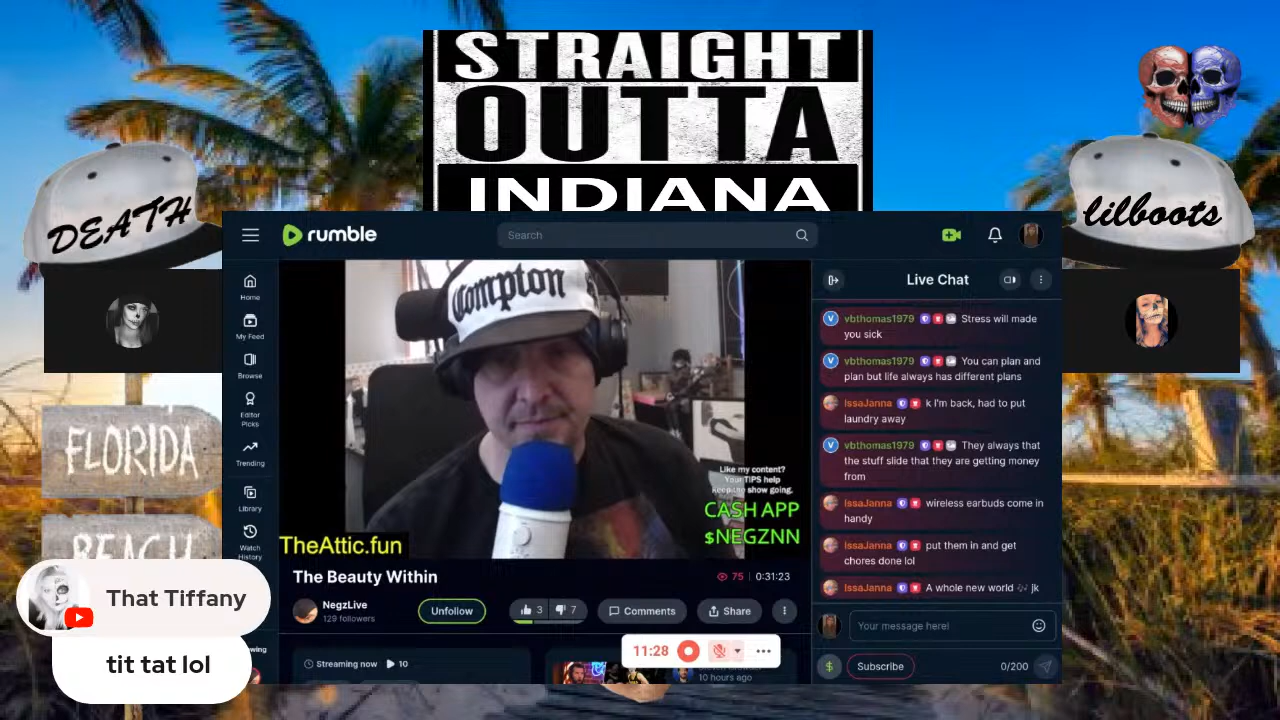 STRAIGHT
OUTTA
INDIANA
DEATH
lilboots
rumble
Search
Home
My Feed
Browse
Editor
Picks
Trending
Library
Watch
History
Compton
Like my content?
Your TIPS help
Keep the show going.
CASH APP
$NEGZNN
TheAttic.fun
The Beauty Within
75
0:31:23
NegzLive
129 followers
Unfollow
3
7
Comments
Share
11:28
Streaming now
10
10 hours ago
Live Chat
vbthomas1979 Stress will made
you sick
vbthomas1979 You can plan and
plan but life always has different plans
IssaJanna k I'm back, had to put
laundry away
vbthomas1979 They always that
the stuff slide that they are getting money
from
IssaJanna wireless earbuds come in
handy
IssaJanna put them in and get
chores done lol
IssaJanna A whole new world 🎶 jk
Your message here!
$
Subscribe
0/200
FLORIDA
BEACH
That Tiffany
tit tat lol